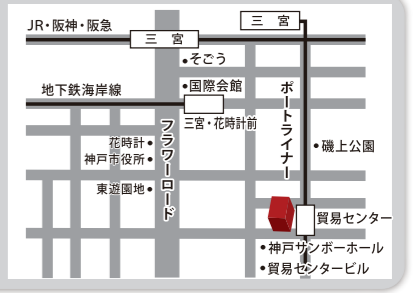 JR・阪神・阪急
三 宮
三 宮
そごう
国際会館
地下鉄海岸線
三宮・花時計前
ポートライナー
フラワーロード
花時計
神戸市役所
東遊園地
磯上公園
貿易センター
神戸サンボーホール
貿易センタービル